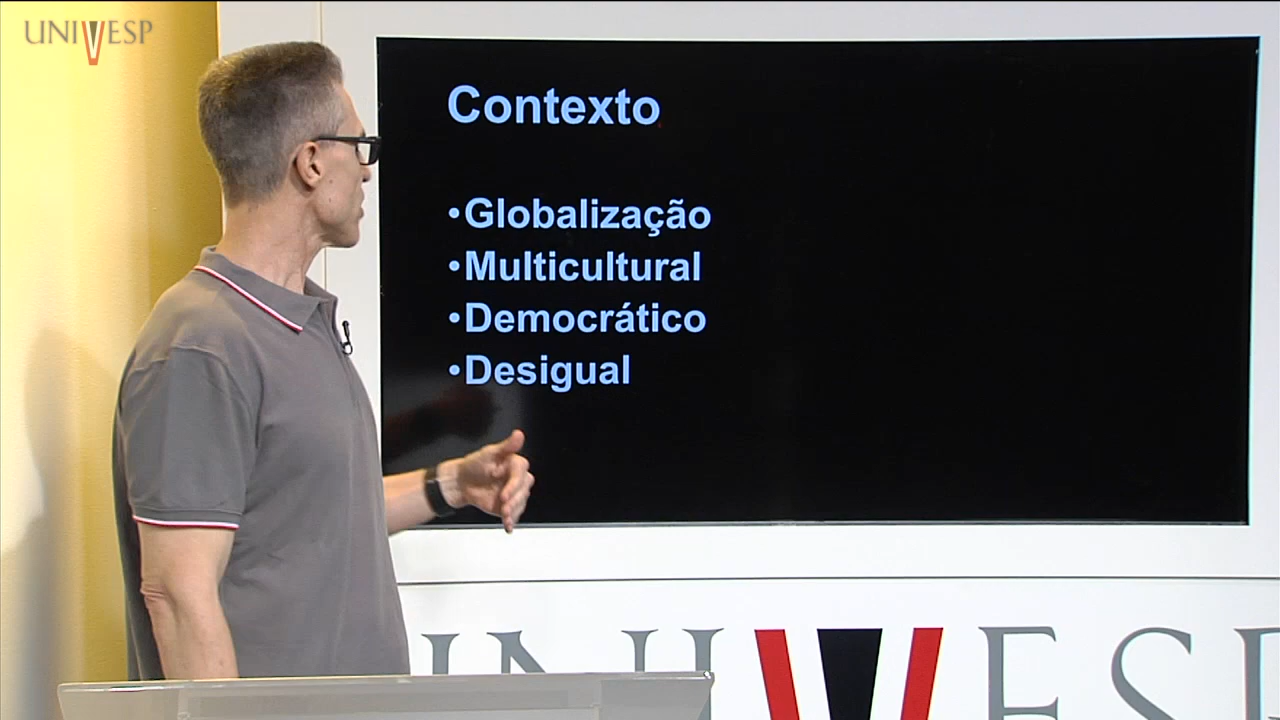 UNIVESP
Contexto
•Globalização
•Multicultural
•Democrático
•Desigual
UNIVESP